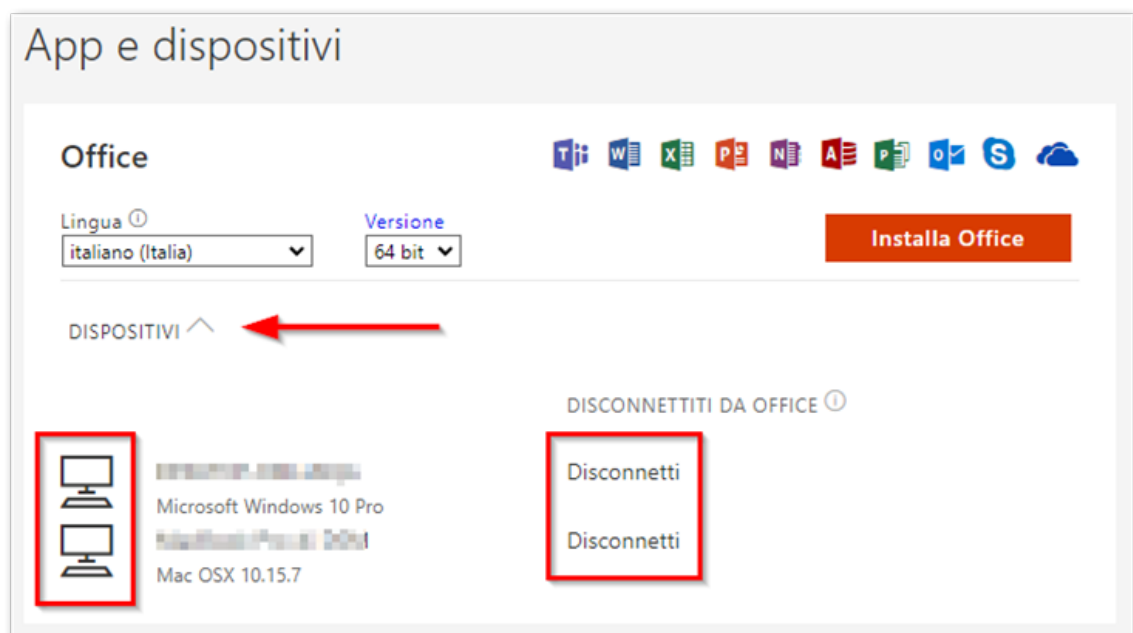 App e dispositivi
Office
Lingua
Versione
italiano (Italia)
64 bit
Installa Office
DISPOSITIVI
DISCONNETTITI DA OFFICE
Disconnetti
Microsoft Windows 10 Pro
Disconnetti
Mac OSX 10.15.7